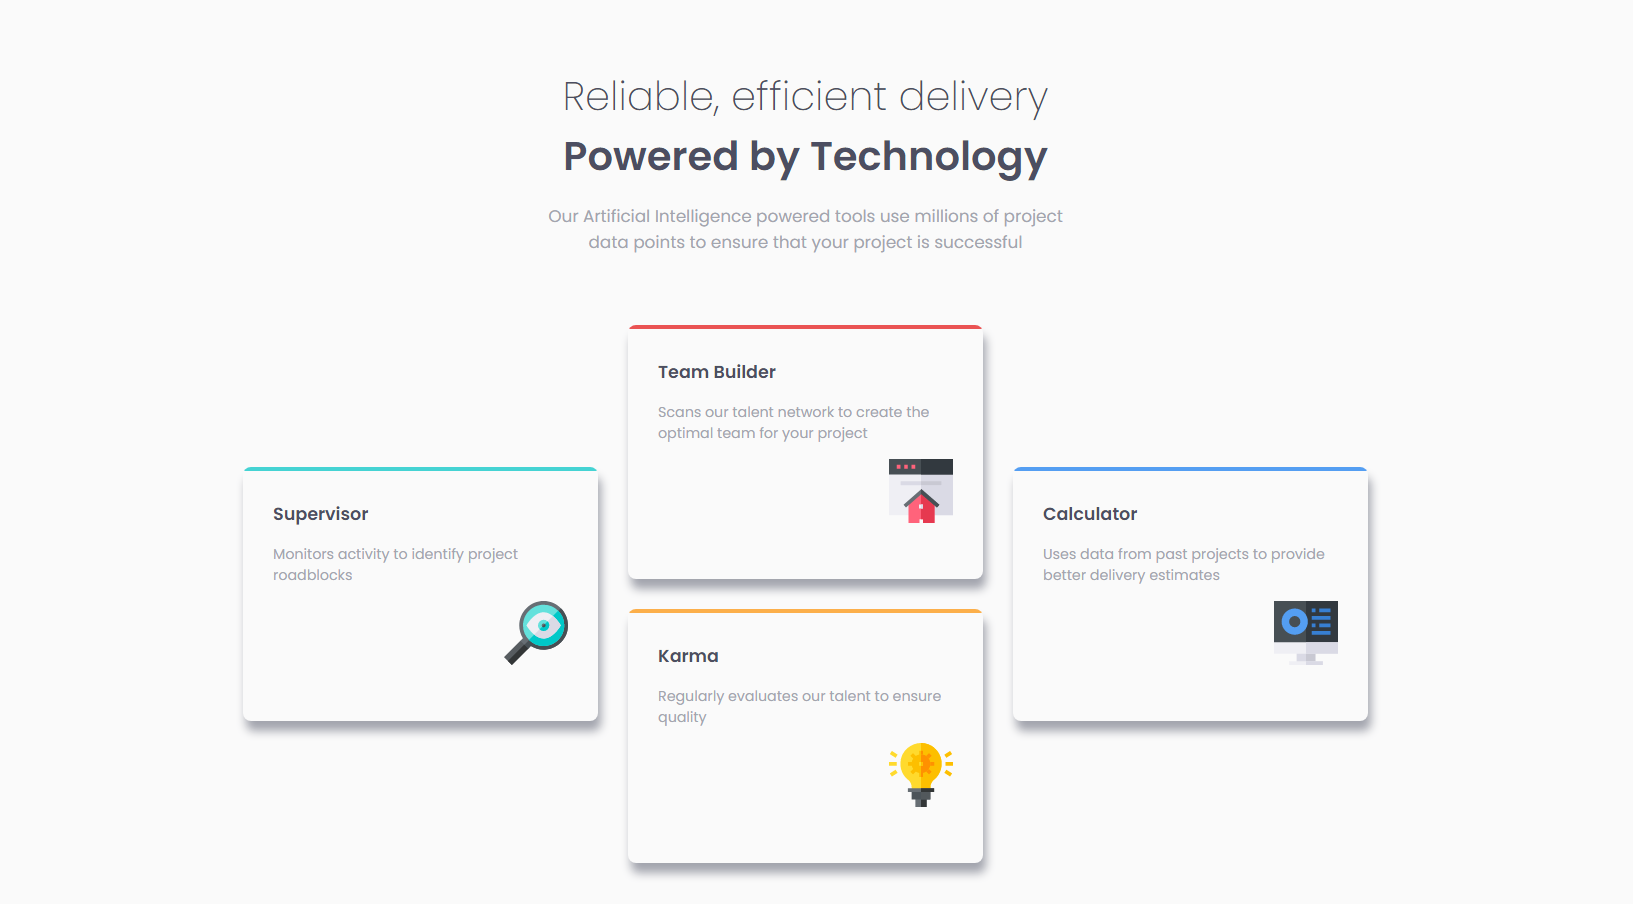 Reliable, efficient delivery
Powered by Technology
Our Artificial Intelligence powered tools use millions of project
data points to ensure that your project is successful
Supervisor
Monitors activity to identify project
roadblocks
Team Builder
Scans our talent network to create the
optimal team for your project
Karma
Regularly evaluates our talent to ensure
quality
Calculator
Uses data from past projects to provide
better delivery estimates